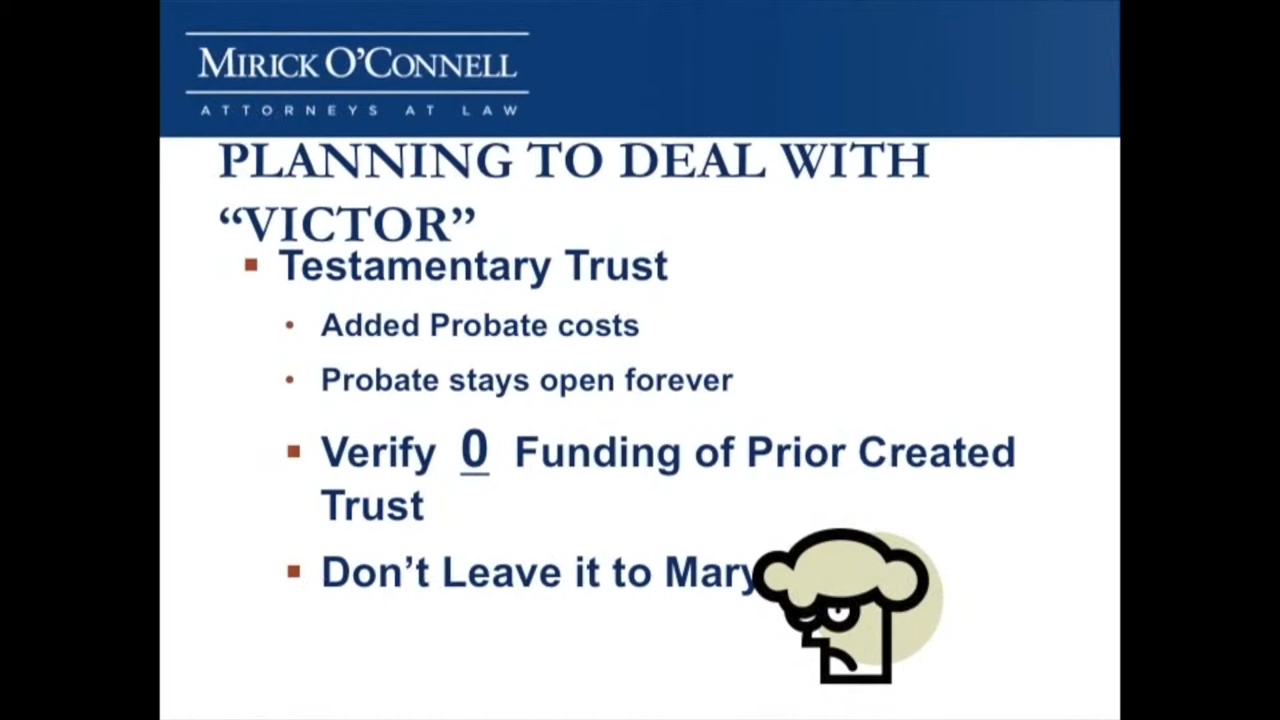 MIRICK O'CONNELL
ATTORNEYS AT LAW
PLANNING TO DEAL WITH
“VICTOR”
▪ Testamentary Trust
• Added Probate costs
• Probate stays open forever
▪ Verify 0 Funding of Prior Created
Trust
▪ Don’t Leave it to Mary